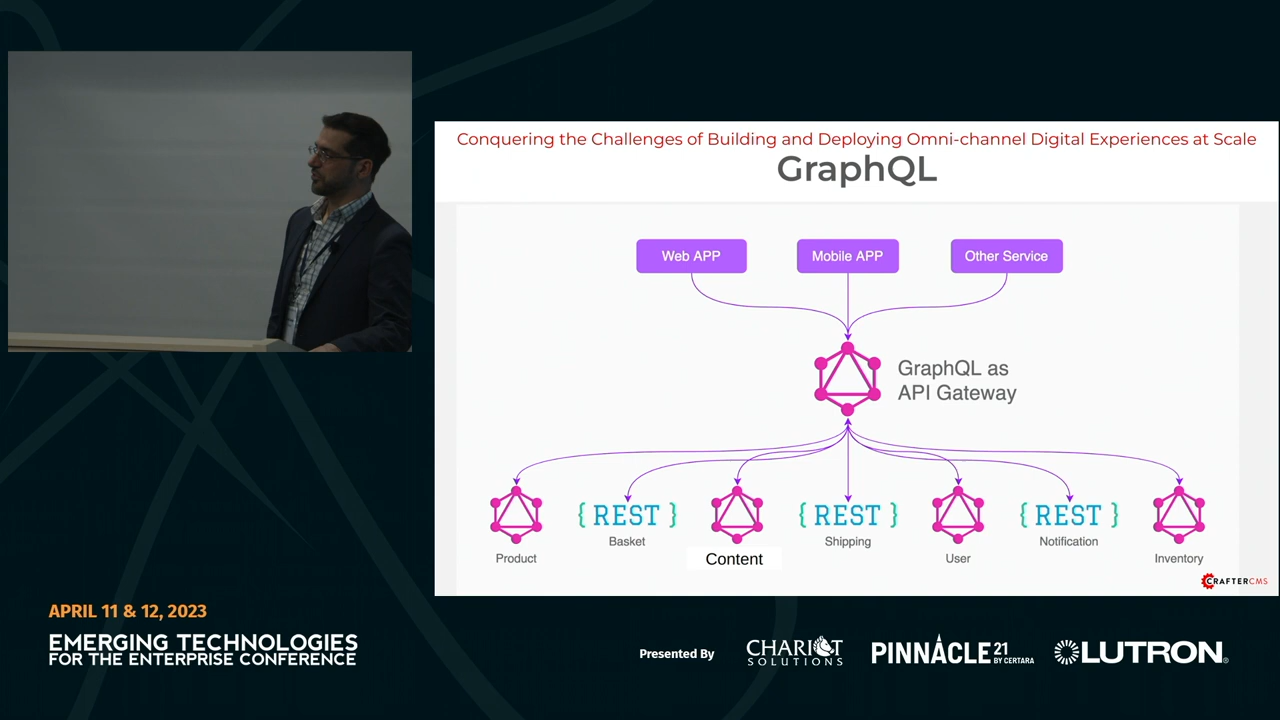 Conquering the Challenges of Building and Deploying Omni-channel Digital Experiences at Scale
GraphQL
Web APP
Mobile APP
Other Service
GraphQL as
API Gateway
Product
{ REST }
Basket
Content
{ REST }
Shipping
User
{ REST }
Notification
Inventory
CRAFTERCMS
APRIL 11 & 12, 2023
EMERGING TECHNOLOGIES
FOR THE ENTERPRISE CONFERENCE
Presented By
CHARIOT
SOLUTIONS
PINNACLE 21
BY CERTARA
LUTRON®